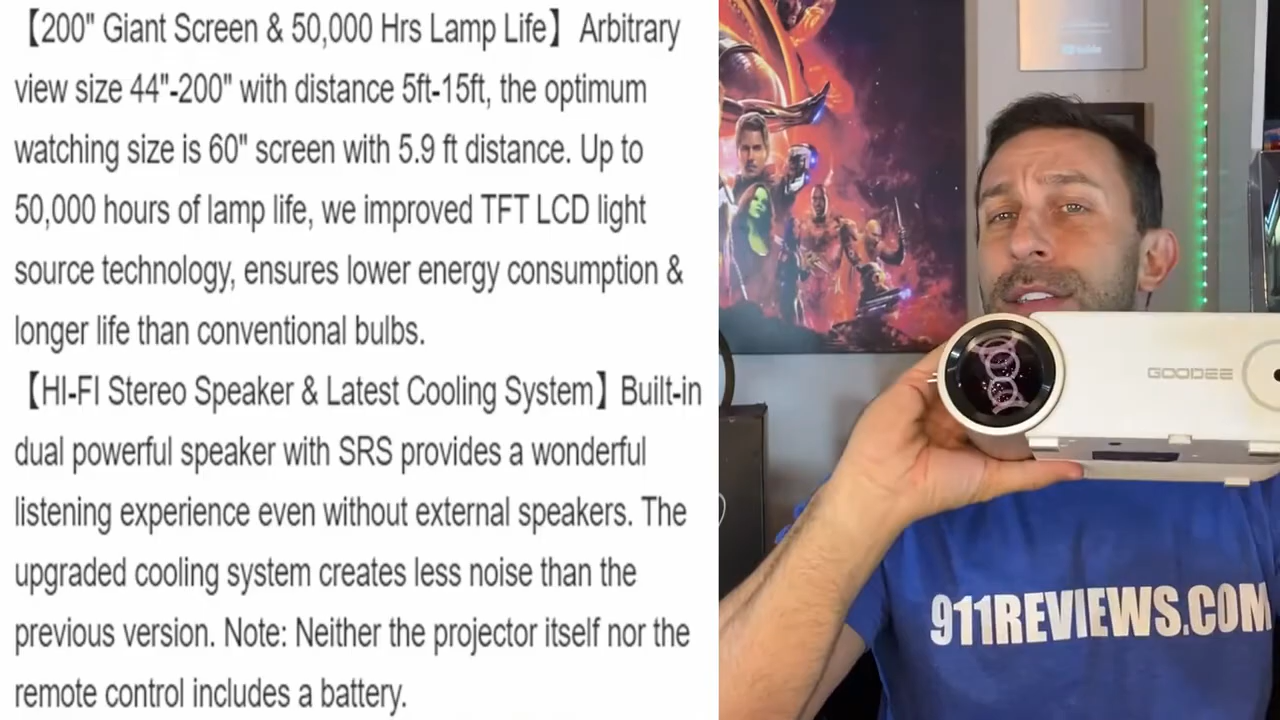 【200" Giant Screen & 50,000 Hrs Lamp Life】 Arbitrary
view size 44"-200" with distance 5ft-15ft, the optimum
watching size is 60" screen with 5.9 ft distance. Up to
50,000 hours of lamp life, we improved TFT LCD light
source technology, ensures lower energy consumption &
longer life than conventional bulbs.
【HI-FI Stereo Speaker & Latest Cooling System】 Built-in
dual powerful speaker with SRS provides a wonderful
listening experience even without external speakers. The
upgraded cooling system creates less noise than the
previous version. Note: Neither the projector itself nor the
remote control includes a battery.
GOODEE
911REVIEWS.COM